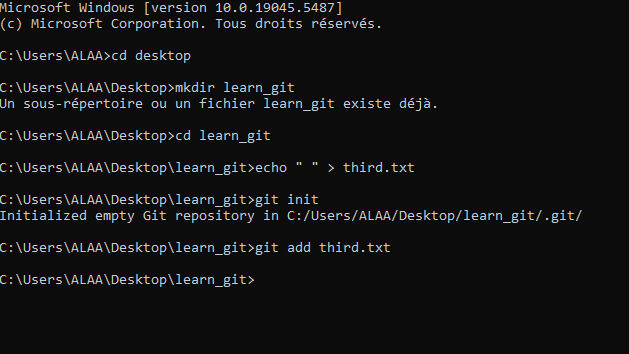 Microsoft Windows [version 10.0.19045.5487]
(c) Microsoft Corporation. Tous droits réservés.
C:\Users\ALAA>cd desktop
C:\Users\ALAA\Desktop>mkdir learn_git
Un sous-répertoire ou un fichier learn_git existe déjà.
C:\Users\ALAA\Desktop>cd learn_git
C:\Users\ALAA\Desktop\learn_git>echo " " > third.txt
C:\Users\ALAA\Desktop\learn_git>git init
Initialized empty Git repository in C:/Users/ALAA/Desktop/learn_git/.git/
C:\Users\ALAA\Desktop\learn_git>git add third.txt
C:\Users\ALAA\Desktop\learn_git>